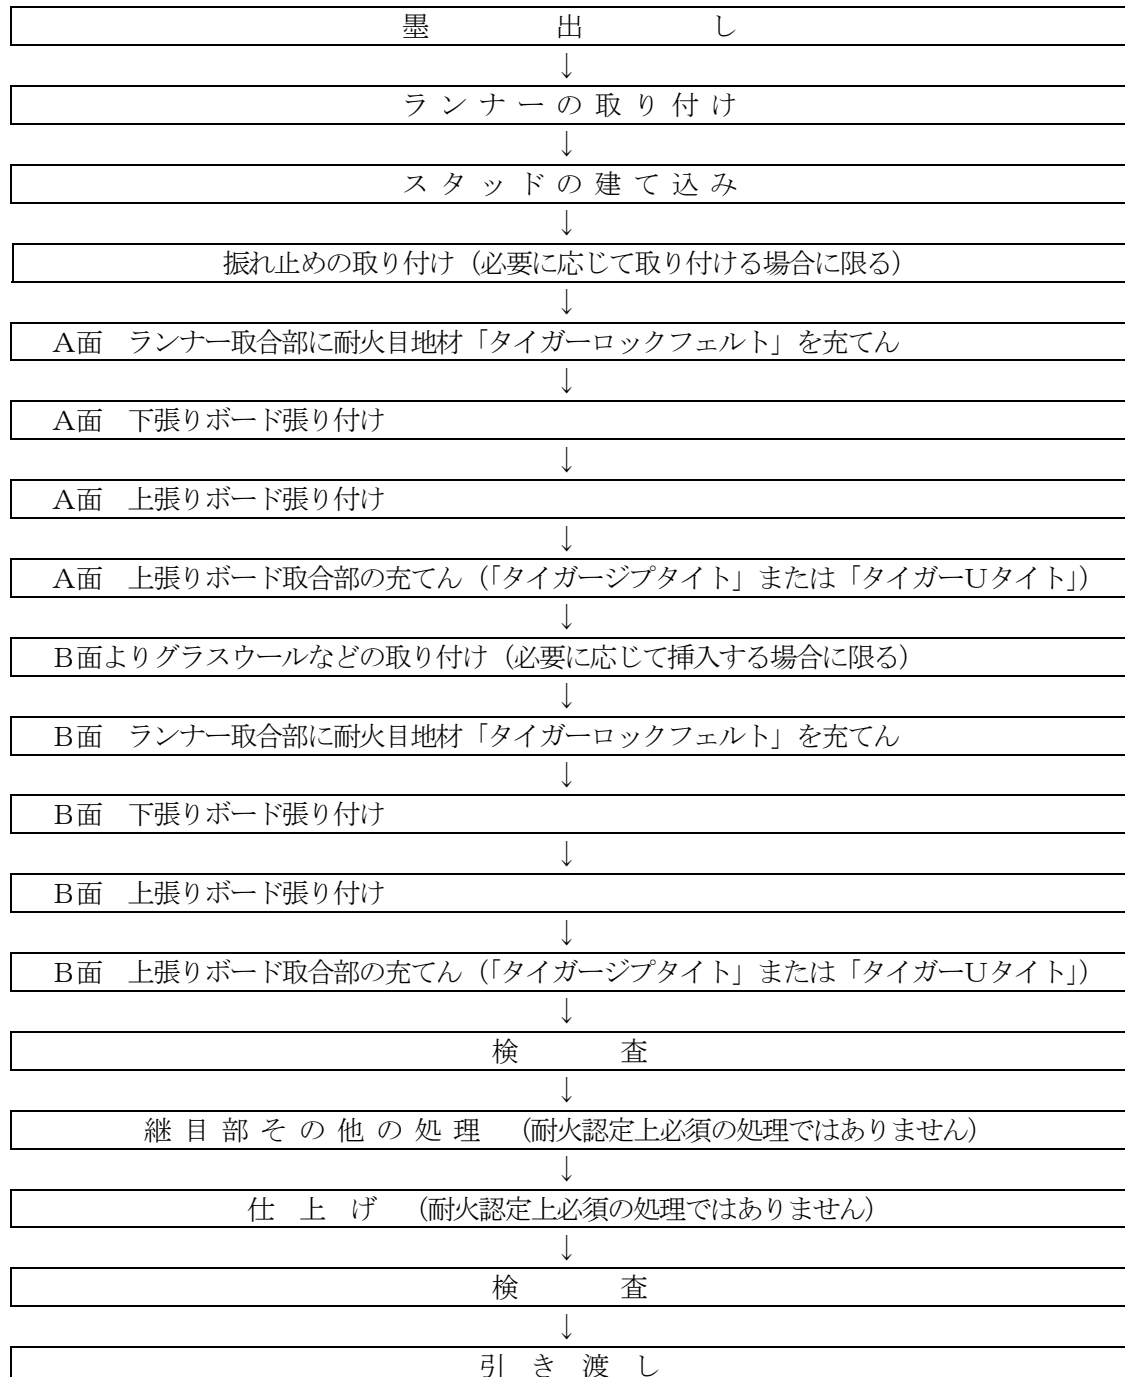 墨出し
↓
ランナーの取り付け
↓
スタッドの建て込み
↓
振れ止めの取り付け（必要に応じて取り付ける場合に限る）
↓
A面　ランナー取合部に耐火目地材「タイガーロックフェルト」を充てん
↓
A面　下張りボード張り付け
↓
A面　上張りボード張り付け
↓
A面　上張りボード取合部の充てん（「タイガージプタイト」または「タイガーUタイト」）
↓
B面よりグラスウールなどの取り付け（必要に応じて挿入する場合に限る）
↓
B面　ランナー取合部に耐火目地材「タイガーロックフェルト」を充てん
↓
B面　下張りボード張り付け
↓
B面　上張りボード張り付け
↓
B面　上張りボード取合部の充てん（「タイガージプタイト」または「タイガーUタイト」）
↓
検査
↓
継目部その他の処理　（耐火認定上必須の処理ではありません）
↓
仕上げ　（耐火認定上必須の処理ではありません）
↓
検査
↓
引き渡し